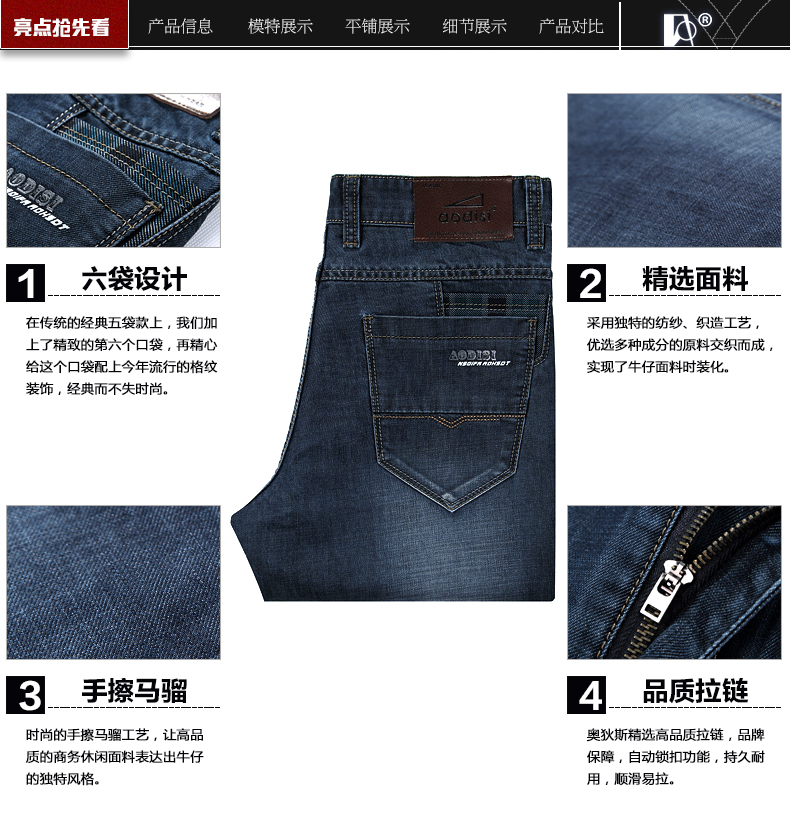 亮点抢先看
产品信息
模特展示
平铺展示
细节展示
产品对比
®
AODISI
aodisi
AODISI
1 六袋设计
在传统的经典五袋款上，我们加
上了精致的第六个口袋，再精心
给这个口袋配上今年流行的格纹
装饰，经典而不失时尚。
2 精选面料
采用独特的纺纱、织造工艺，
优选多种成分的原料交织而成，
实现了牛仔面料时装化。
3 手擦马骝
时尚的手擦马骝工艺，让高品
质的商务休闲面料表达出牛仔
的独特风格。
4 品质拉链
奥狄斯精选高品质拉链，品牌
保障，自动锁扣功能，持久耐
用，顺滑易拉。